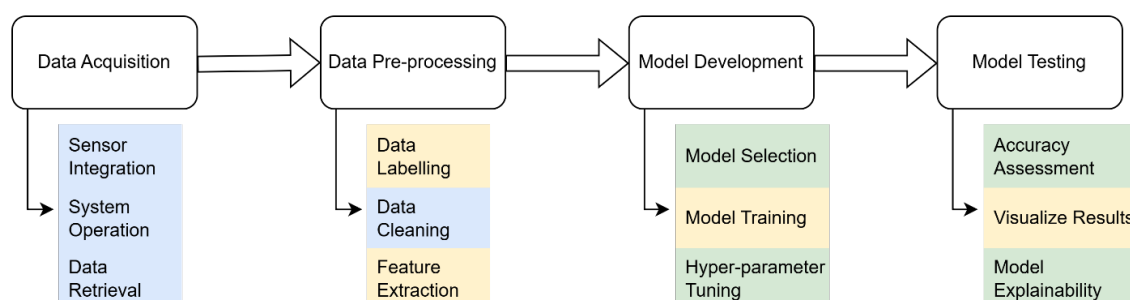 Data Acquisition
Data Pre-processing
Model Development
Model Testing
Sensor
Integration
System
Operation
Data
Retrieval
Data
Labelling
Data
Cleaning
Feature
Extraction
Model Selection
Model Training
Hyper-parameter
Tuning
Accuracy
Assessment
Visualize Results
Model
Explainability